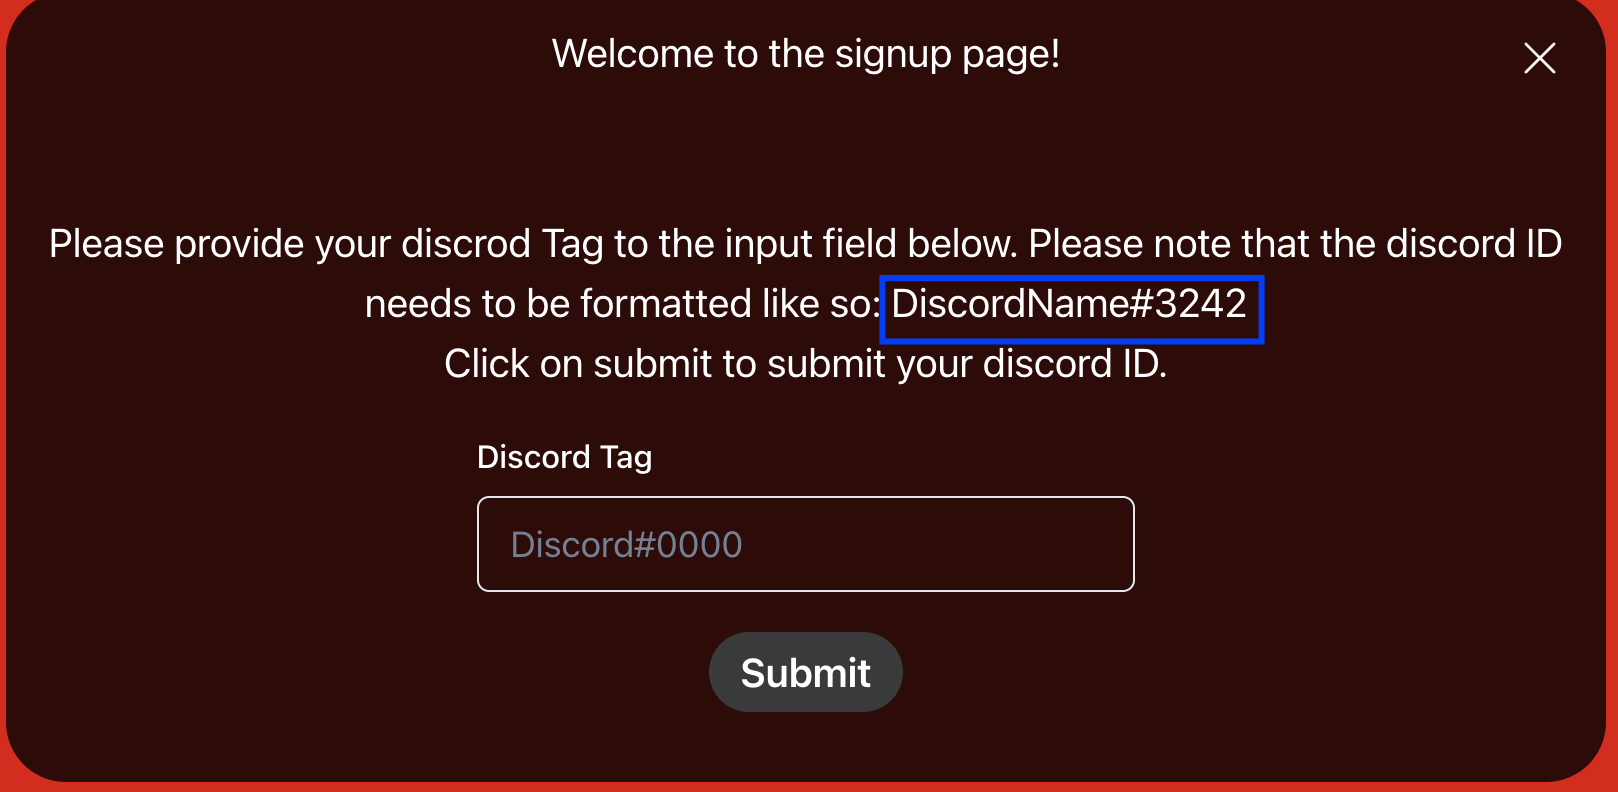 Welcome to the signup page!
Please provide your discrod Tag to the input field below. Please note that the discord ID
needs to be formatted like so: DiscordName#3242
Click on submit to submit your discord ID.
Discord Tag
Discord#0000
Submit